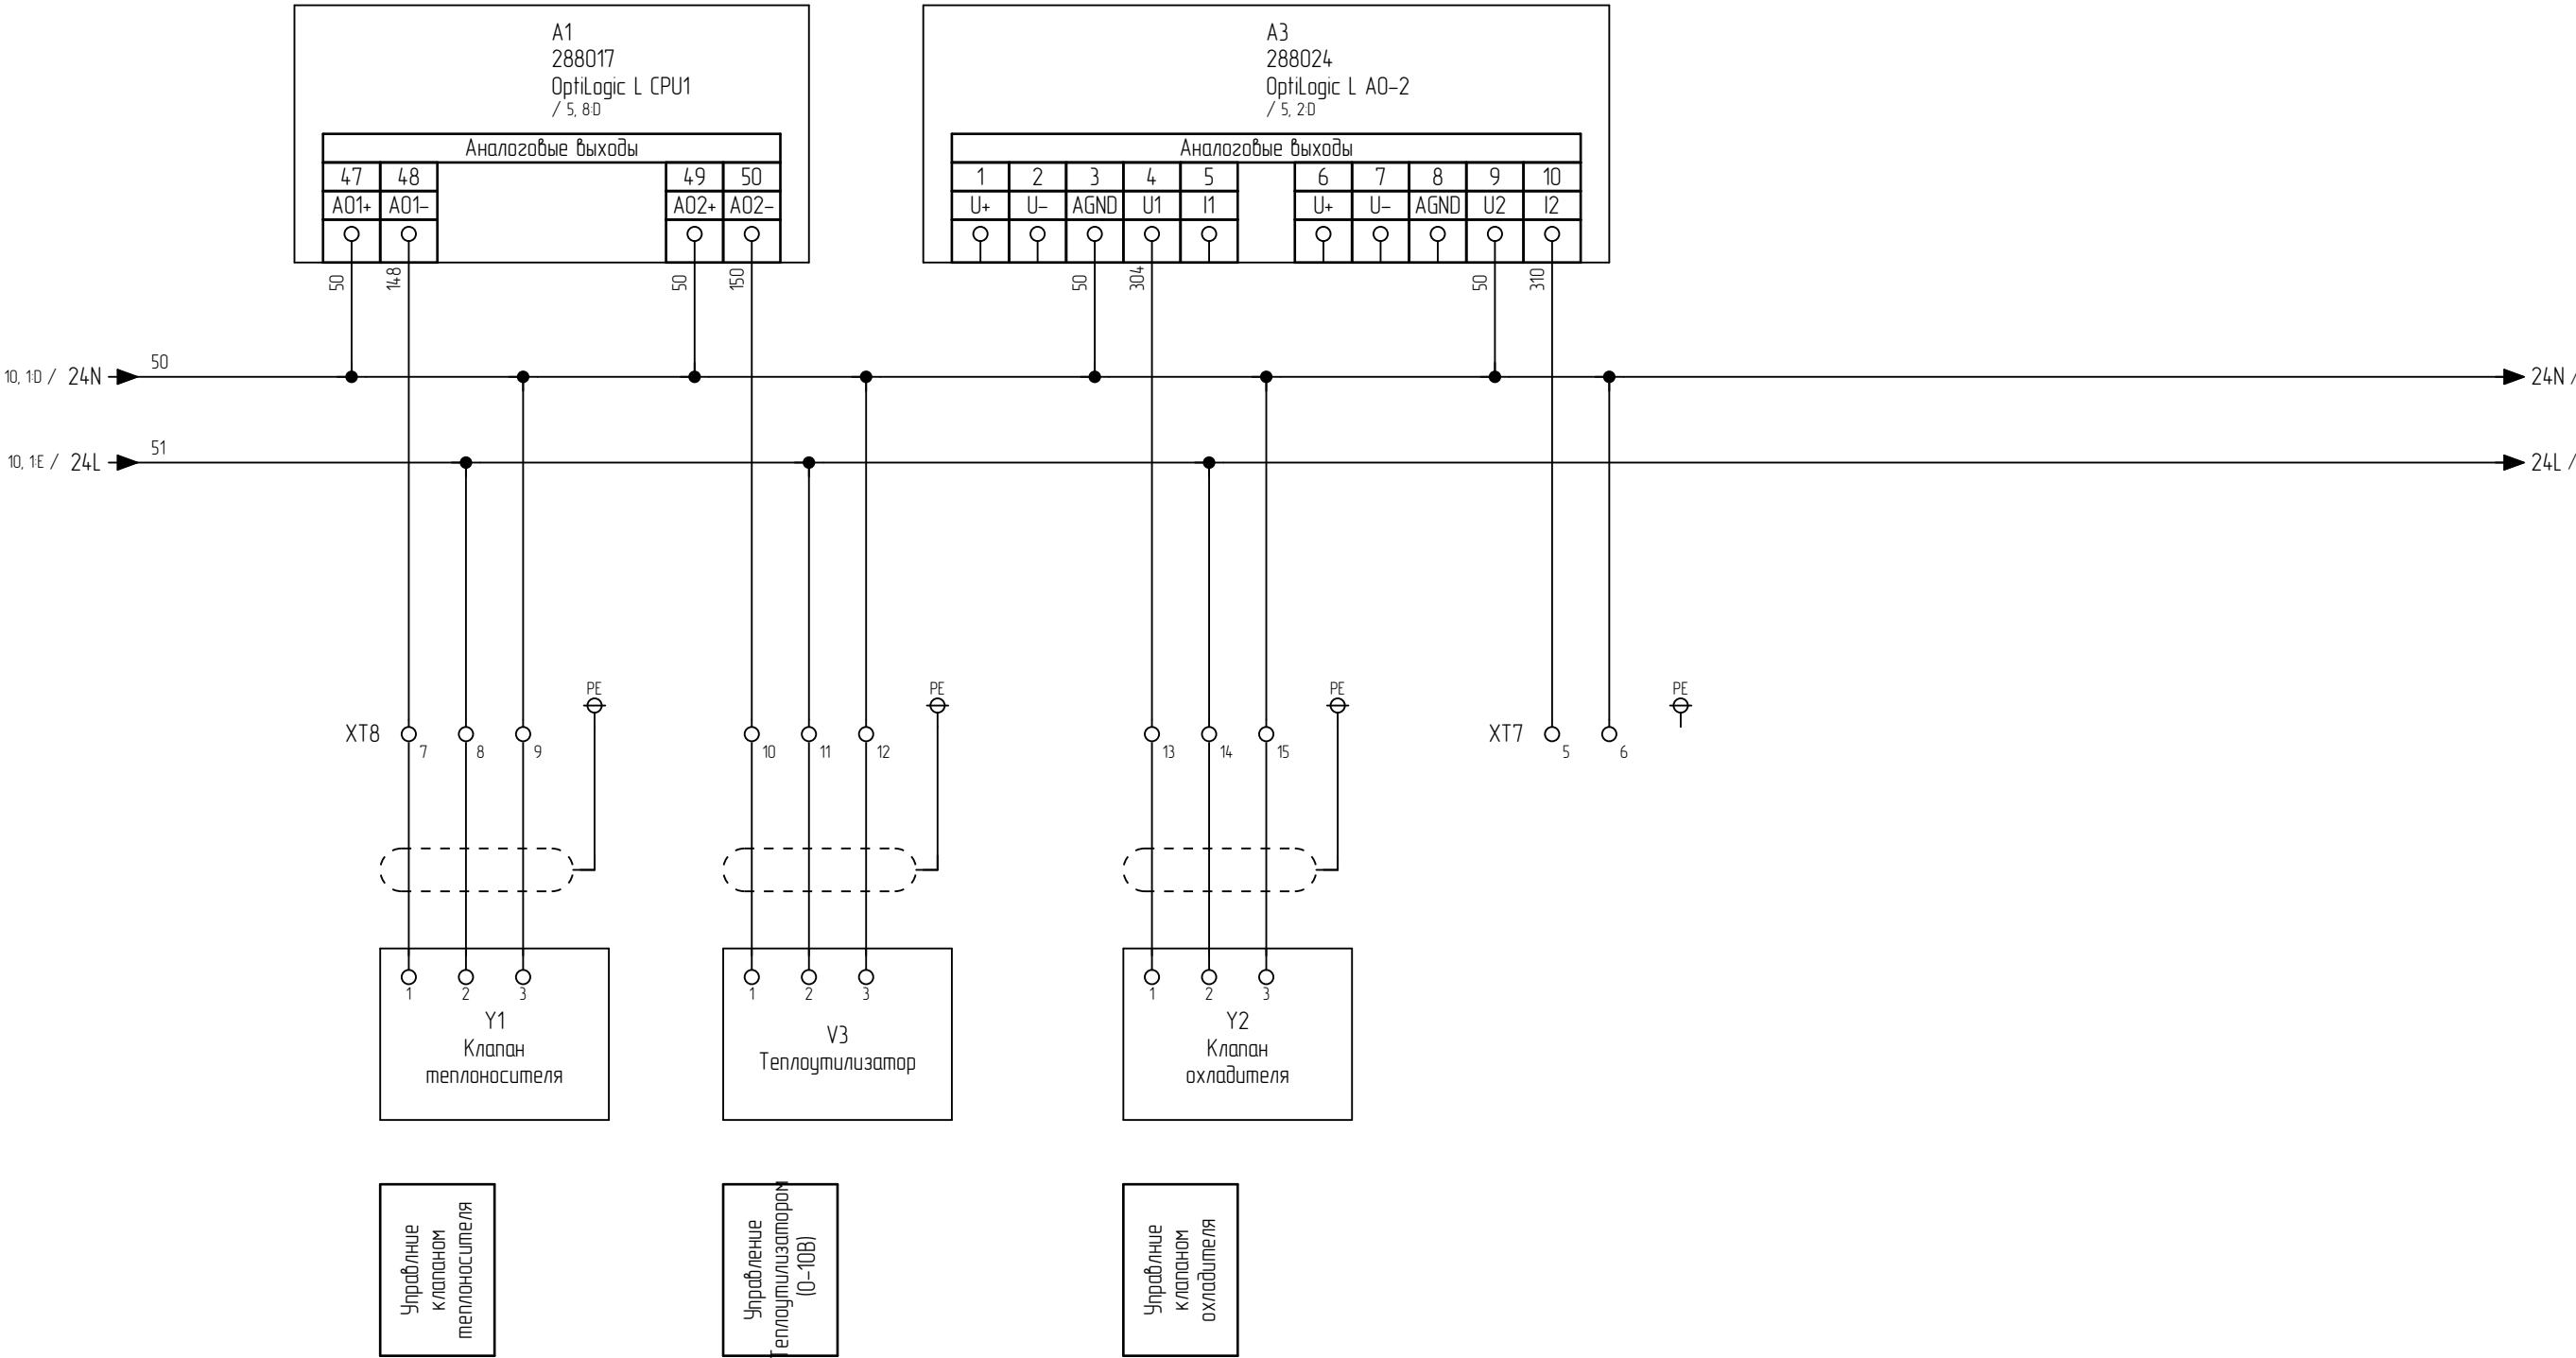 A1
288017
OptiLogic L CPU1
/ 5, 8:D
A3
288024
OptiLogic L AO-2
/ 5, 2:D
Аналоговые выходы
47 48 49 50
AO1+ AO1- AO2+ AO2-
Аналоговые выходы
1 2 3 4 5 6 7 8 9 10
U+ U- AGND U1 I1 U+ U- AGND U2 I2
50 148 50 150 50 304 50 310
10, 1:D / 24N 50 24N /
10, 1:E / 24L 51 24L /
PE PE PE PE
XT8 7 8 9 10 11 12 13 14 15 XT7 5 6
1 2 3 1 2 3 1 2 3
Y1
Клапан
теплоносителя
V3
Теплоутилизатор
Y2
Клапан
охладителя
Управлние
клапаном
теплоносителя
Управление
Теплоутилизатором
(0-10В)
Управлние
клапаном
охладителя